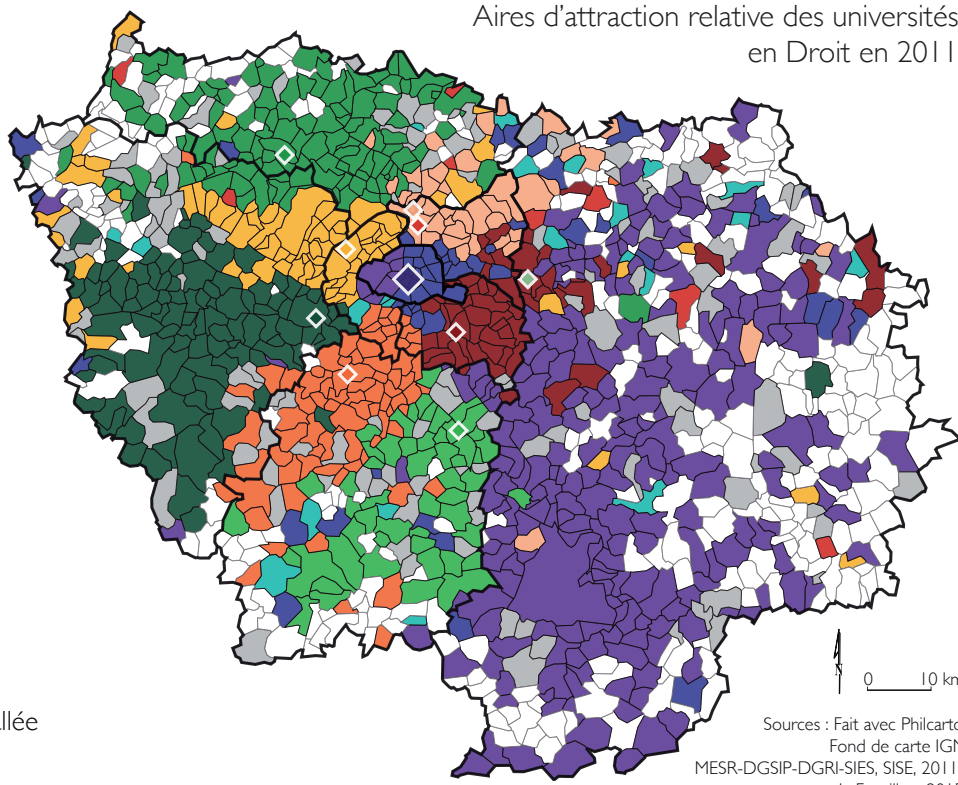 Aires d’attraction relative des universités
en Droit en 2011
N
0 10 km
Sources : Fait avec Philcarto
Fond de carte IGN
MESR-DGSIP-DGRI-SIES, SISE, 2011
llée